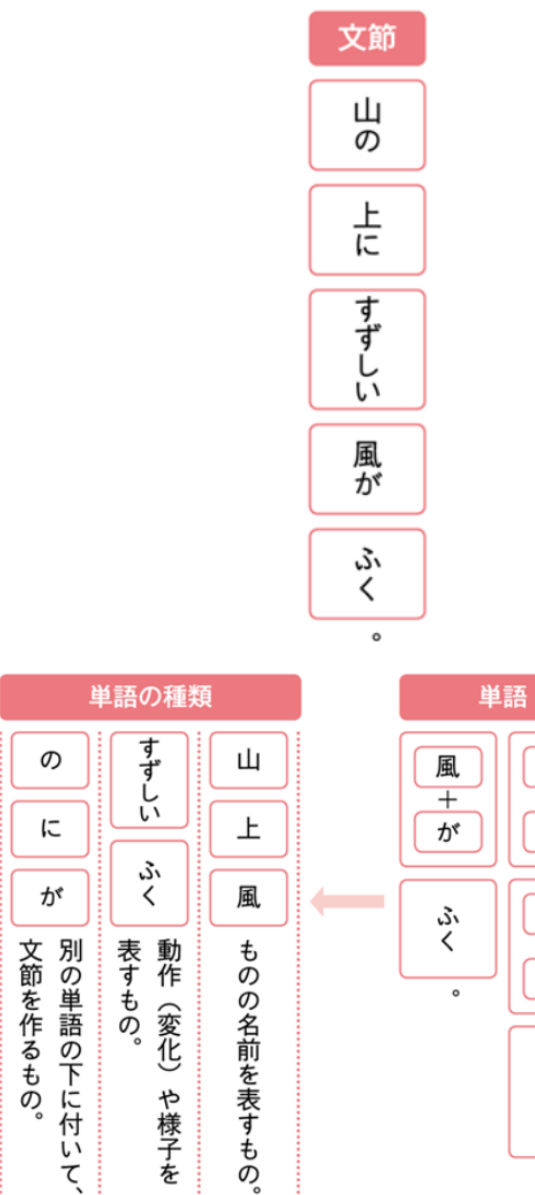 文節
山の
上に
すずしい
風が
ふく
。
単語
風
+
が
ふく
。
単語の種類
山
上
風
ものの名前を表すもの。
すずしい
ふく
動作（変化）や様子を
表すもの。
の
に
が
別の単語の下に付いて、
文節を作るもの。